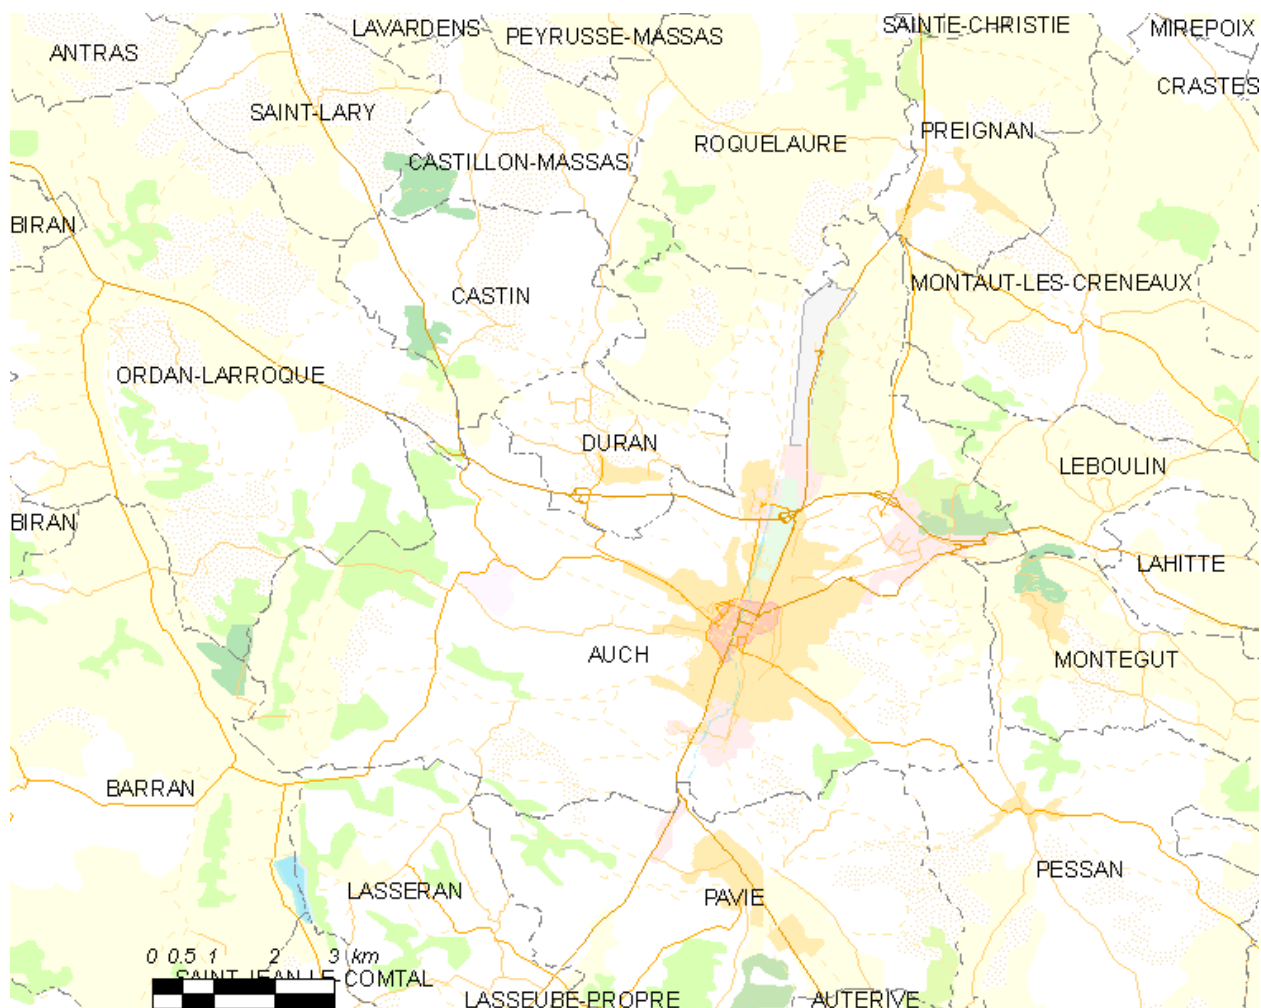 SAINTE-CHRISTIE
MIREPOIX
LAVARDENS
PEYRUSSE-MASSAS
ANTRAS
CRASTES
SAINT-LARY
PREIGNAN
ROQUELAURE
CASTILLON-MASSAS
BIRAN
MONTAUT-LES-CRENEAUX
CASTIN
ORDAN-LARROQUE
DURAN
LEBOULIN
BIRAN
LAHITTE
AUCH
MONTEGUT
BARRAN
PESSAN
LASSERAN
PAVIE
0 0.5 1 2 3 km
SAINT-JEAN-LE-COMTAL
LASSEUBE-PROPRE
AUTERIVE